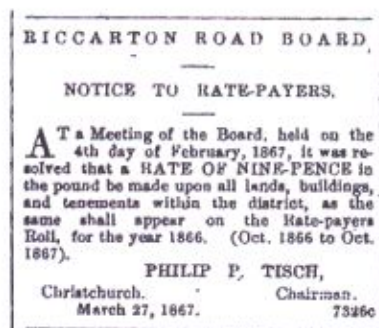 RICCARTON ROAD BOARD.
NOTICE TO RATE-PAYERS.
AT a Meeting of the Board, held on the
4th day of February, 1867, it was re-
solved that a RATE OF NINE-PENCE in
the pound be made upon all lands, buildings,
and tenements within the district, as the
same shall appear on the Rate-payers
Roll, for the year 1866. (Oct. 1866 to Oct.
1867).
PHILIP P. TISCH,
Christchurch. Chairman.
March 27, 1867. 7326c